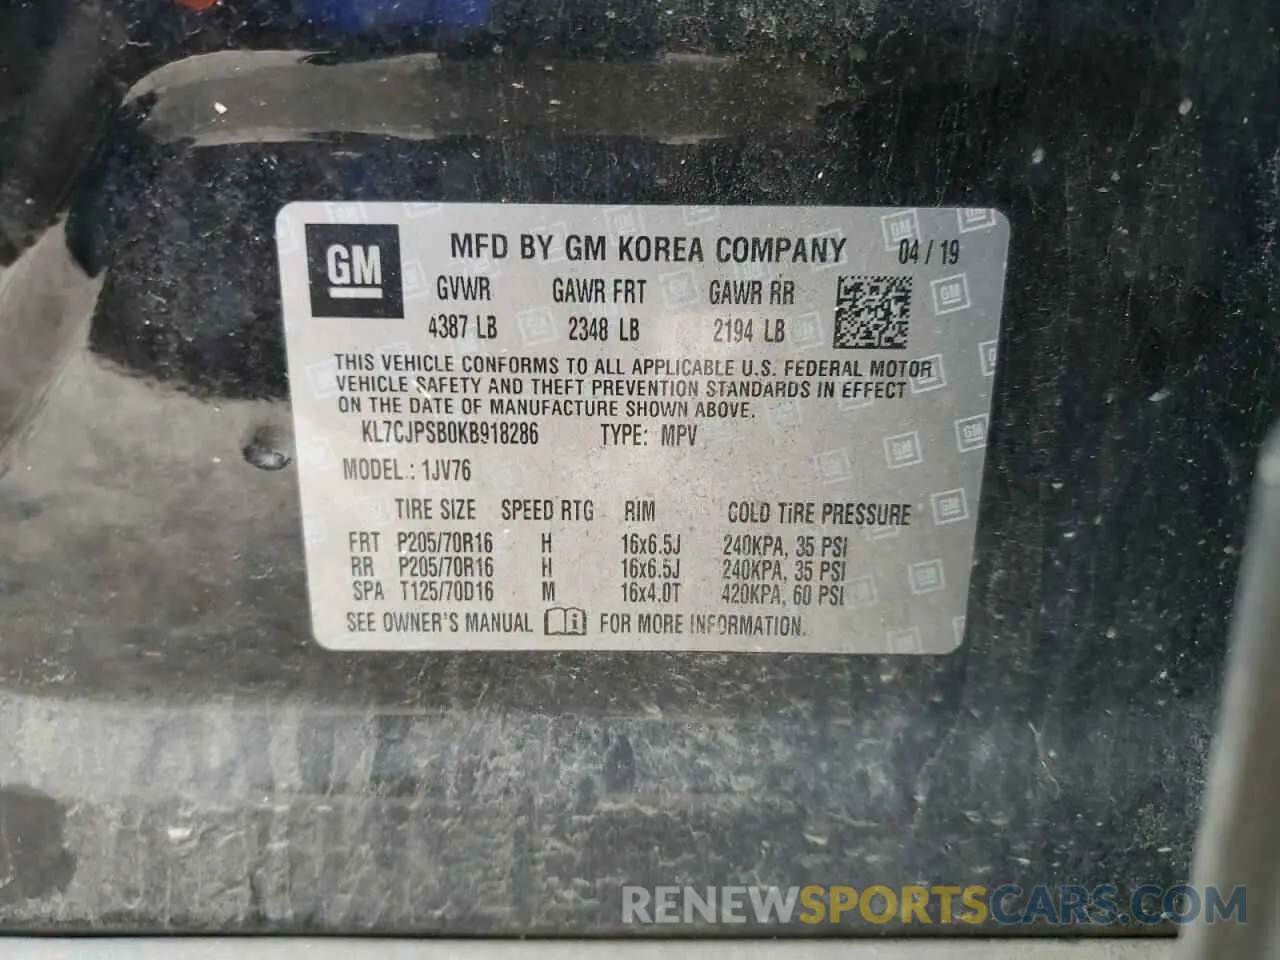 GM MFD BY GM KOREA COMPANY 04 / 19
GVWR GAWR FRT GAWR RR
4387 LB 2348 LB 2194 LB
THIS VEHICLE CONFORMS TO ALL APPLICABLE U.S. FEDERAL MOTOR
VEHICLE SAFETY AND THEFT PREVENTION STANDARDS IN EFFECT
ON THE DATE OF MANUFACTURE SHOWN ABOVE.
KL7CJPSB0KB918286 TYPE: MPV
MODEL: 1JV76
TIRE SIZE SPEED RTG RIM COLD TIRE PRESSURE
FRT P205/70R16 H 16x6.5J 240KPA, 35 PSI
RR P205/70R16 H 16x6.5J 240KPA, 35 PSI
SPA T125/70D16 M 16x4.0T 420KPA, 60 PSI
SEE OWNER'S MANUAL i FOR MORE INFORMATION.
RENEWSPORTSCARS.COM